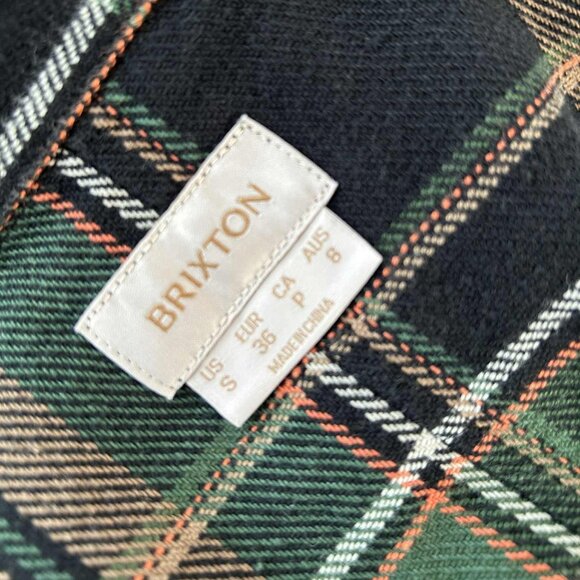 BRIXTON
US EUR CA AUS
S 36 P 8
MADE IN CHINA